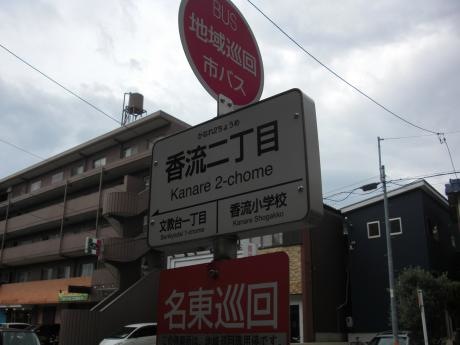 BUS
地域巡回
市バス
かなれ2ちょうめ
香流二丁目
Kanare 2-chome
文教台一丁目
Bunkyodai 1-chome
香流小学校
Kanare Shogakko
名東巡回